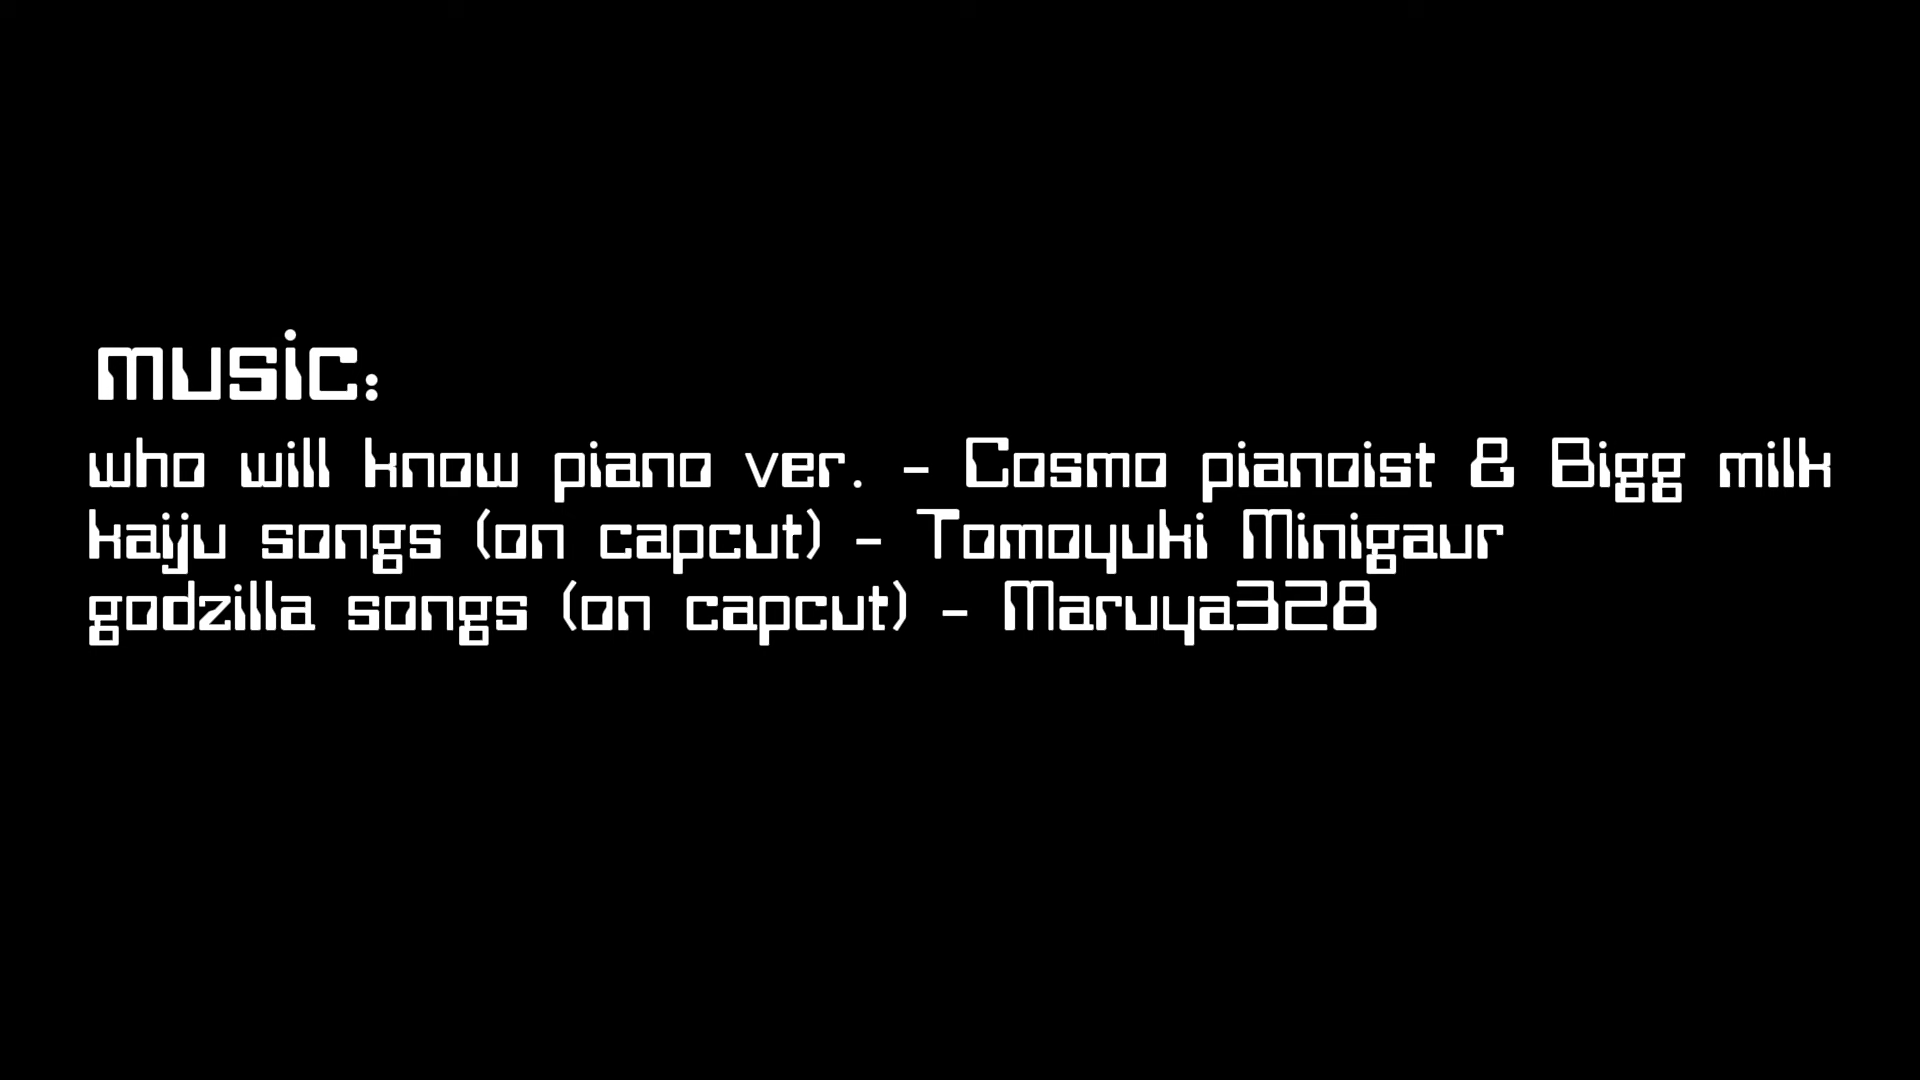 music:
who will know piano ver. - Cosmo pianoist & Bigg milk
kaiju songs (on capcut) - Tomoyuki Minigaur
godzilla songs (on capcut) - Maruya328